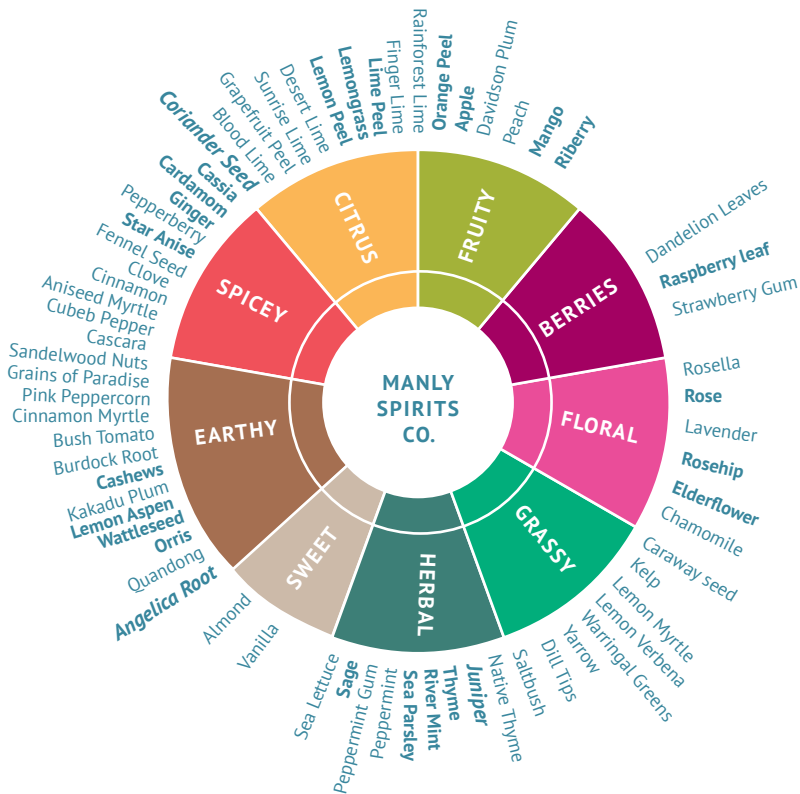 MANLY
SPIRITS
CO.
CITRUS
FRUITY
BERRIES
FLORAL
GRASSY
HERBAL
SWEET
EARTHY
SPICEY
Rainforest Lime
Orange Peel
Apple
Davidson Plum
Peach
Mango
Riberry
Dandelion Leaves
Raspberry leaf
Strawberry Gum
Rosella
Rose
Lavender
Rosehip
Elderflower
Chamomile
Caraway seed
Kelp
Lemon Myrtle
Lemon Verbena
Warringal Greens
Yarrow
Dill Tips
Saltbush
Native Thyme
Juniper
Thyme
River Mint
Sea Parsley
Peppermint
Peppermint Gum
Sage
Sea Lettuce
Vanilla
Almond
Angelica Root
Quandong
Orris
Wattleseed
Lemon Aspen
Kakadu Plum
Cashews
Burdock Root
Bush Tomato
Cinnamon Myrtle
Pink Peppercorn
Grains of Paradise
Sandelwood Nuts
Cascara
Cubeb Pepper
Aniseed Myrtle
Cinnamon
Clove
Fennel Seed
Star Anise
Pepperberry
Ginger
Cardamom
Cassia
Coriander Seed
Blood Lime
Grapefruit Peel
Sunrise Lime
Desert Lime
Lemon Peel
Lemongrass
Lime Peel
Finger Lime